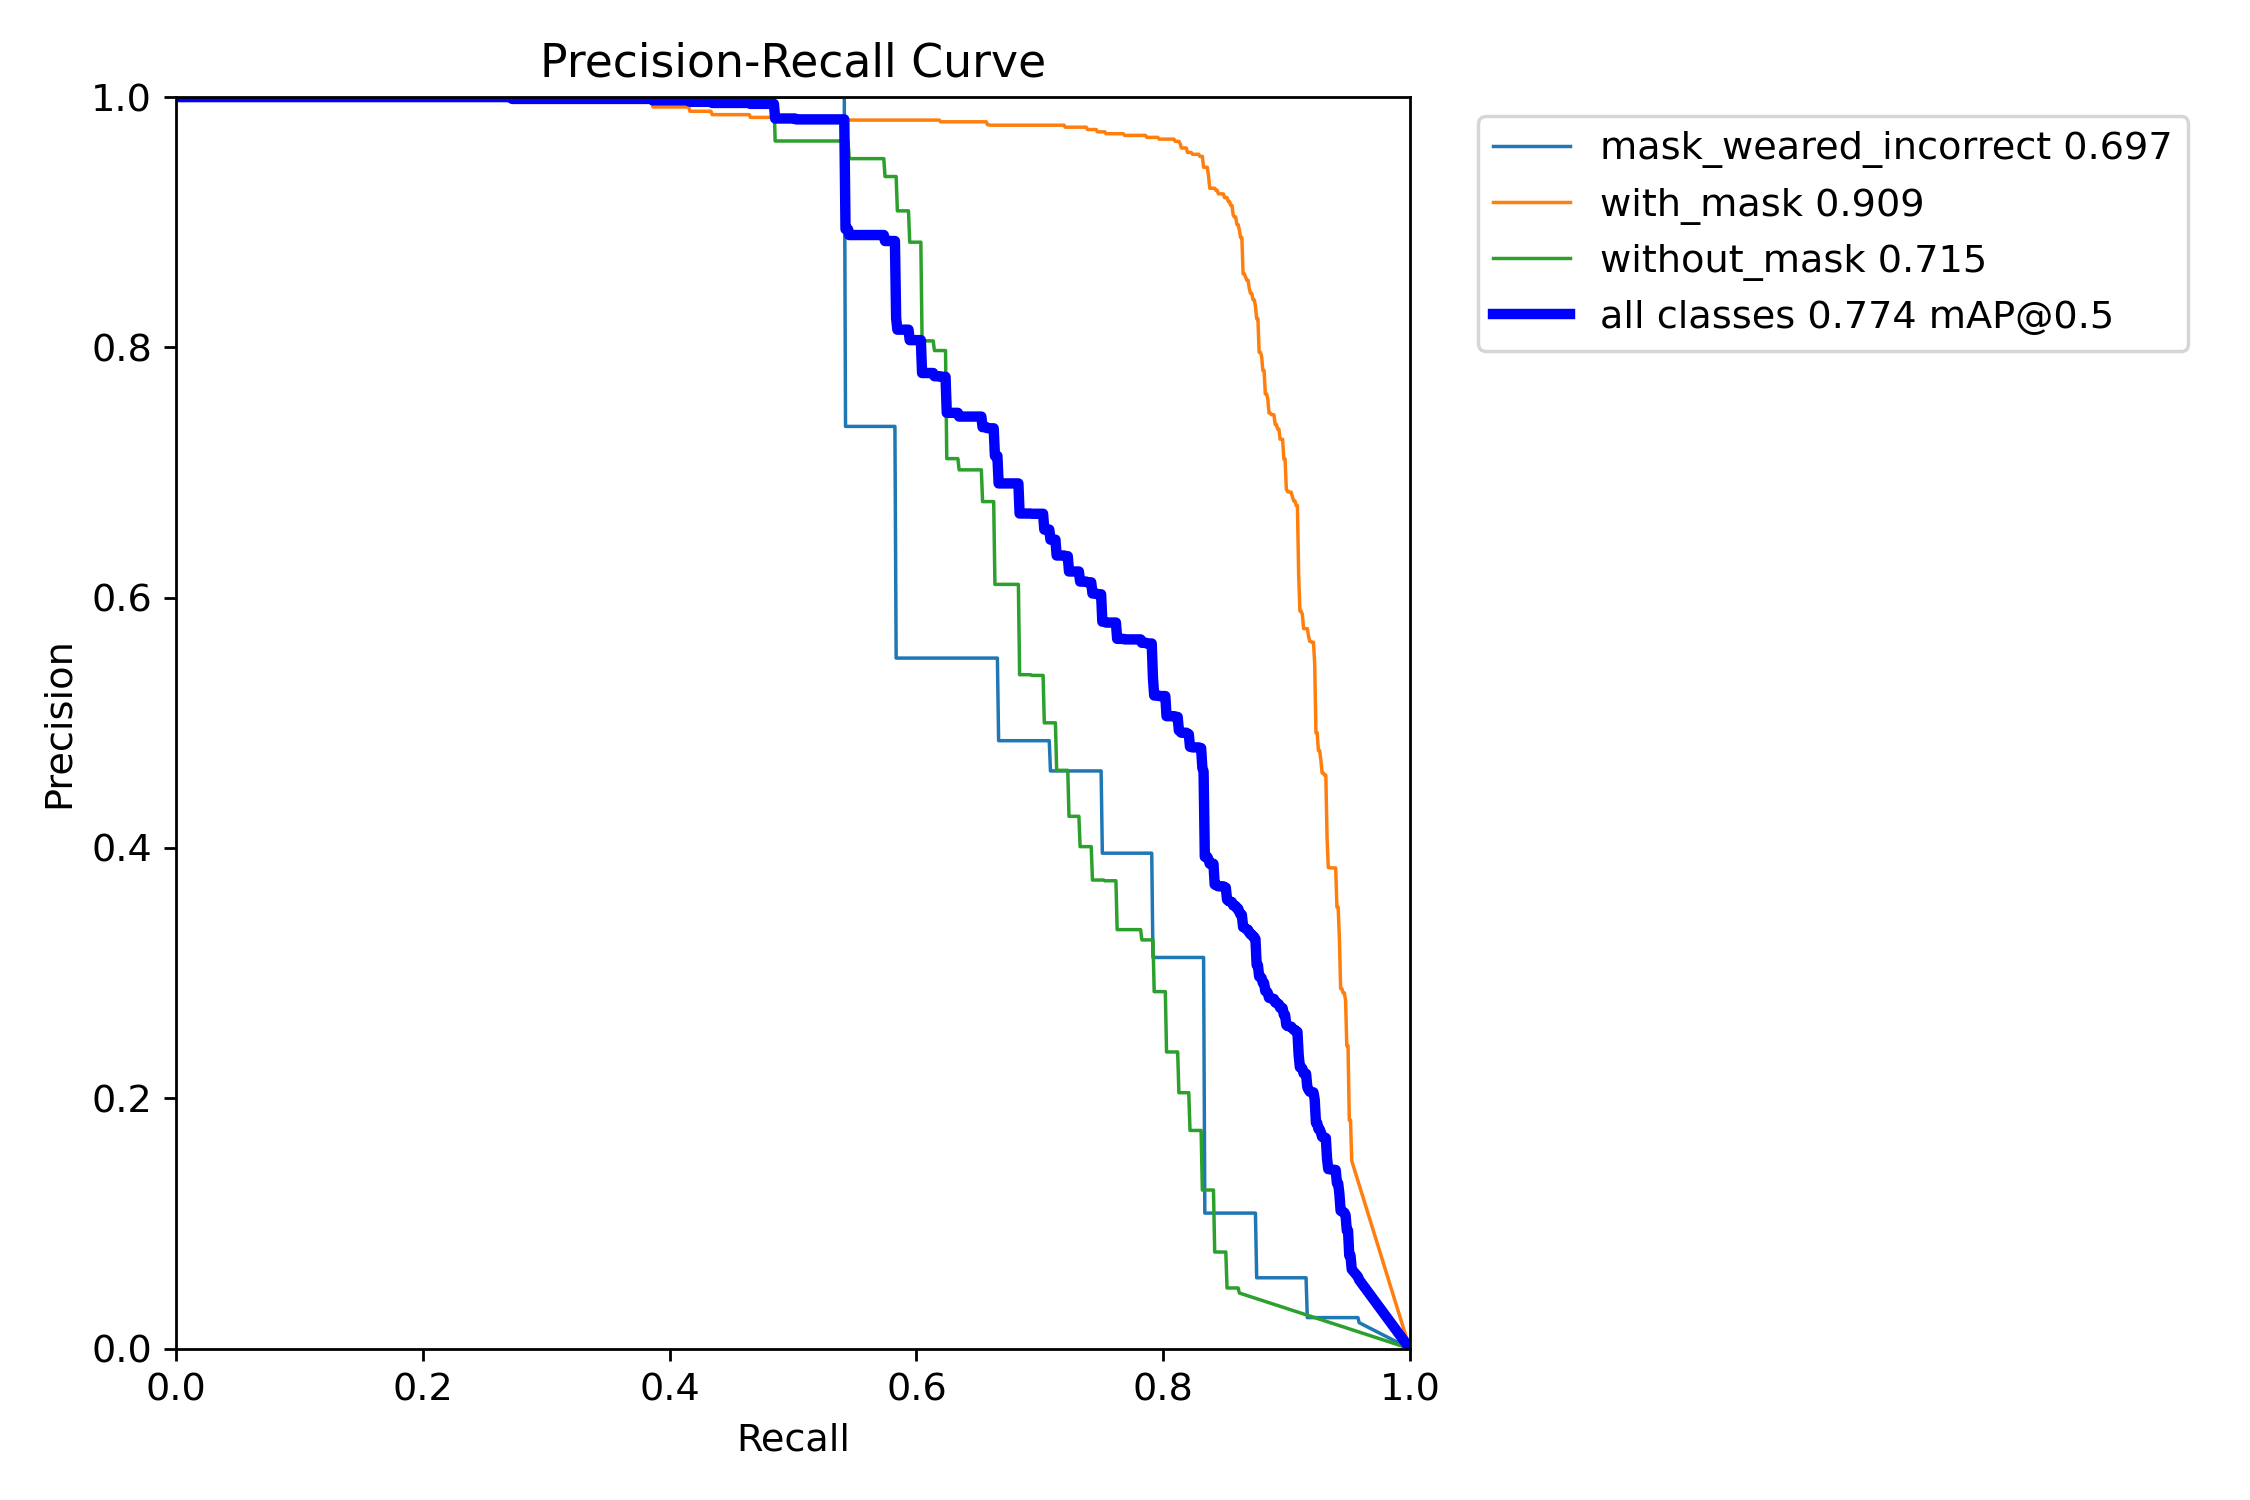 Precision-Recall Curve
1.0
0.8
0.6
0.4
0.2
0.0
Precision
0.0 0.2 0.4 0.6 0.8 1.0
Recall
mask_weared_incorrect 0.697
with_mask 0.909
without_mask 0.715
all classes 0.774 mAP@0.5